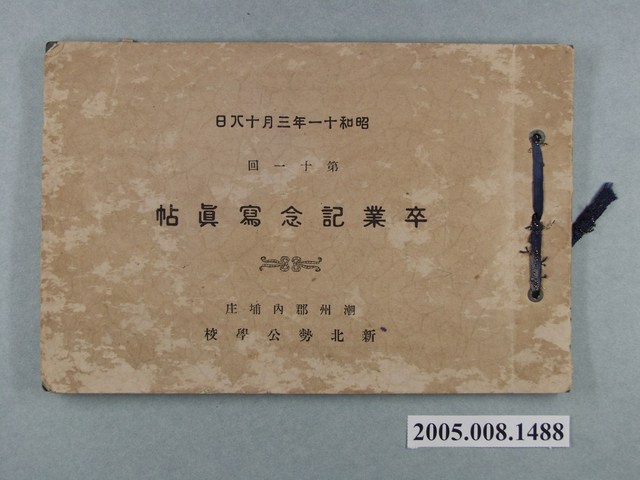 昭和十一年三月十八日
第十一回
卒業記念寫眞帖
潮州郡內埔庄
新北勢公學校
2005.008.1488